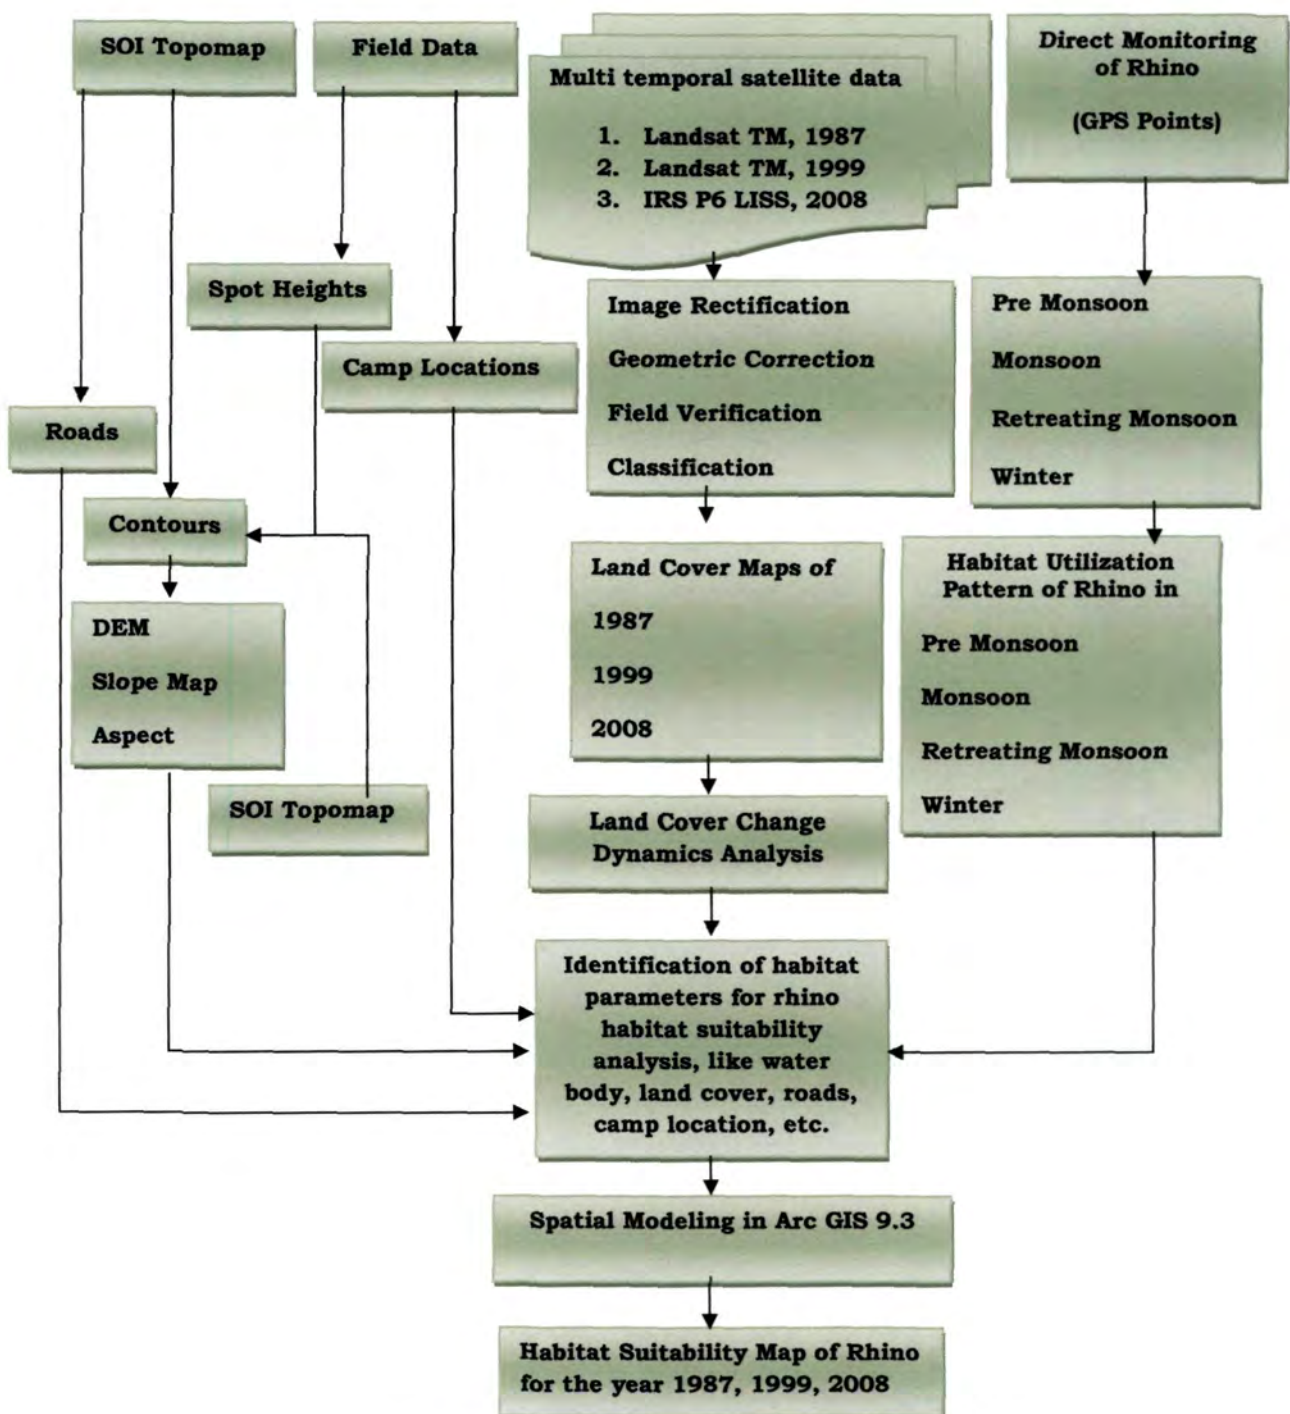 SOI Topomap
Field Data
Multi temporal satellite data
1. Landsat TM, 1987
2. Landsat TM, 1999
3. IRS P6 LISS, 2008
Direct Monitoring
of Rhino
(GPS Points)
Spot Heights
Camp Locations
Roads
Contours
DEM
Slope Map
Aspect
SOI Topomap
Image Rectification
Geometric Correction
Field Verification
Classification
Pre Monsoon
Monsoon
Retreating Monsoon
Winter
Land Cover Maps of
1987
1999
2008
Habitat Utilization
Pattern of Rhino in
Pre Monsoon
Monsoon
Retreating Monsoon
Winter
Land Cover Change
Dynamics Analysis
Identification of habitat
parameters for rhino
habitat suitability
analysis, like water
body, land cover, roads,
camp location, etc.
Spatial Modeling in Arc GIS 9.3
Habitat Suitability Map of Rhino
for the year 1987, 1999, 2008